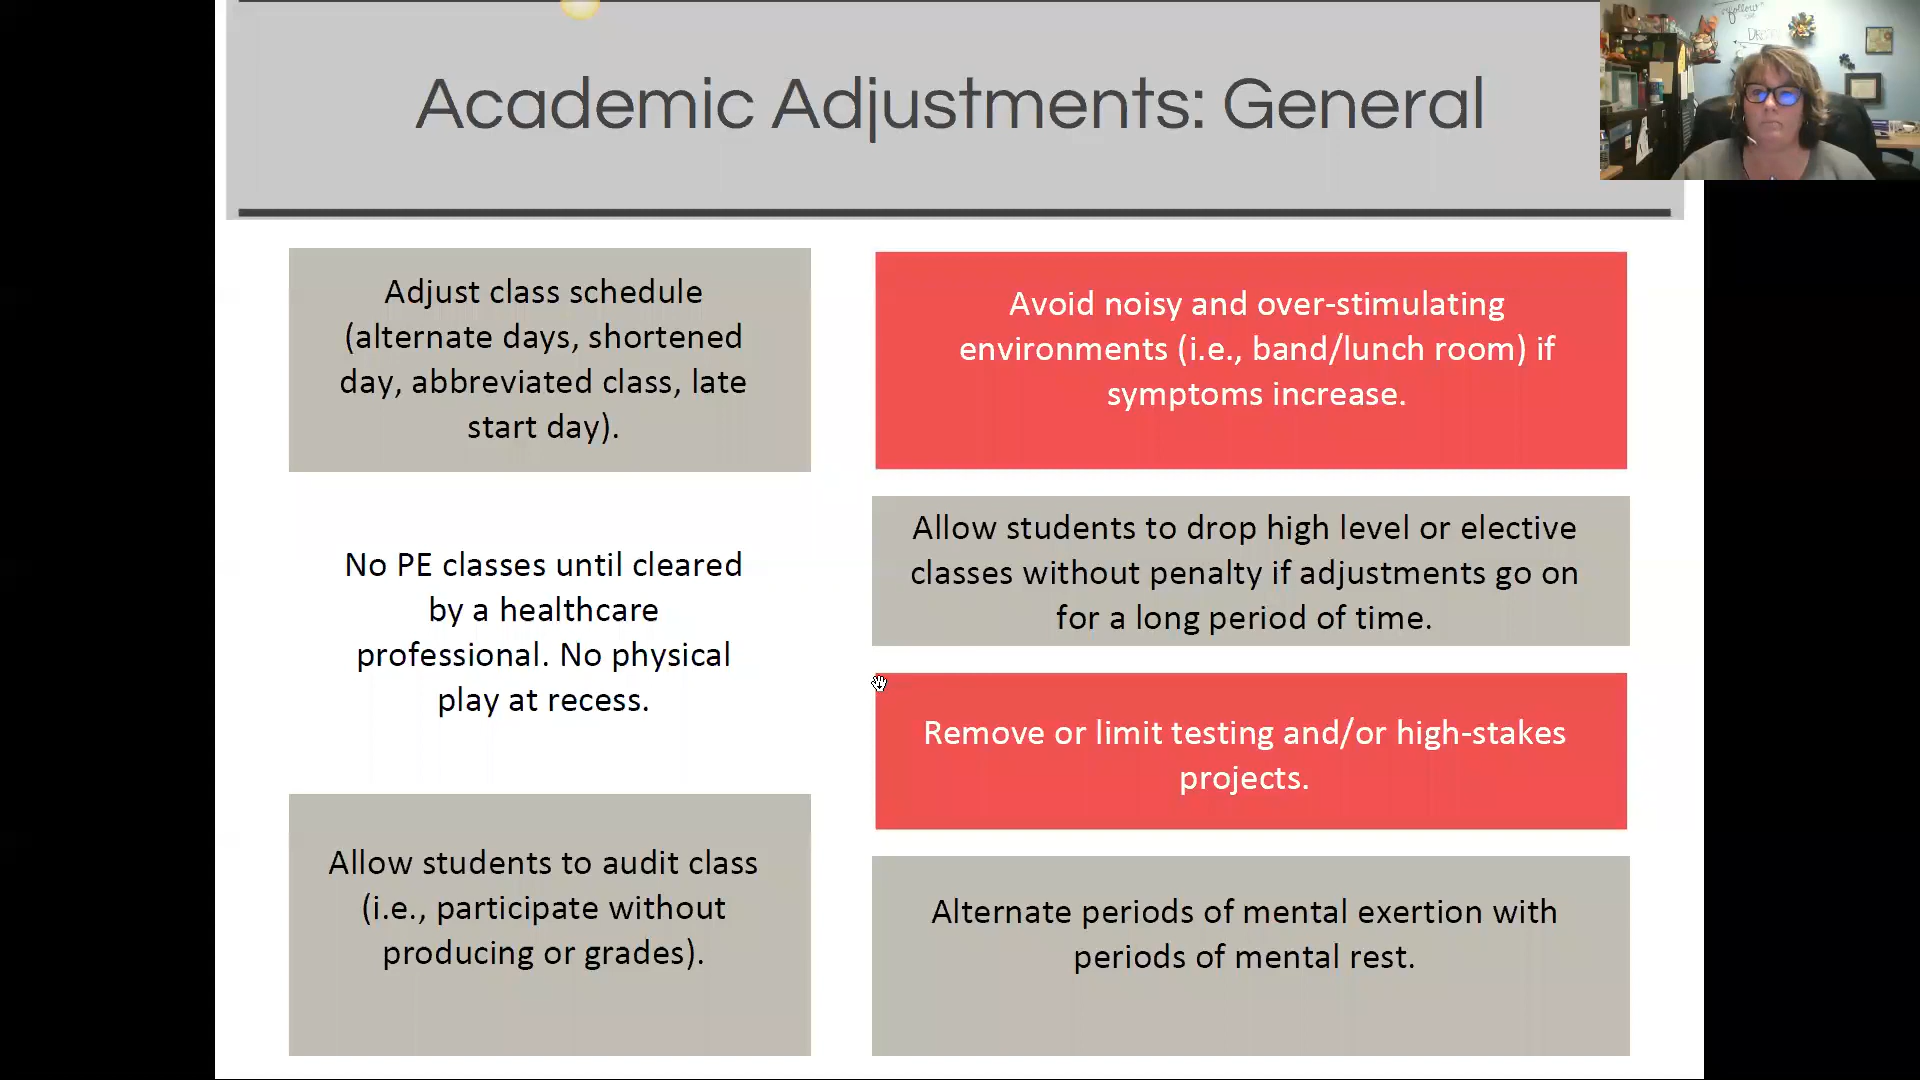 Academic Adjustments: General
Adjust class schedule
(alternate days, shortened
day, abbreviated class, late
start day).
No PE classes until cleared
by a healthcare
professional. No physical
play at recess.
Allow students to audit class
(i.e., participate without
producing or grades).
Avoid noisy and over-stimulating
environments (i.e., band/lunch room) if
symptoms increase.
Allow students to drop high level or elective
classes without penalty if adjustments go on
for a long period of time.
Remove or limit testing and/or high-stakes
projects.
Alternate periods of mental exertion with
periods of mental rest.
follow